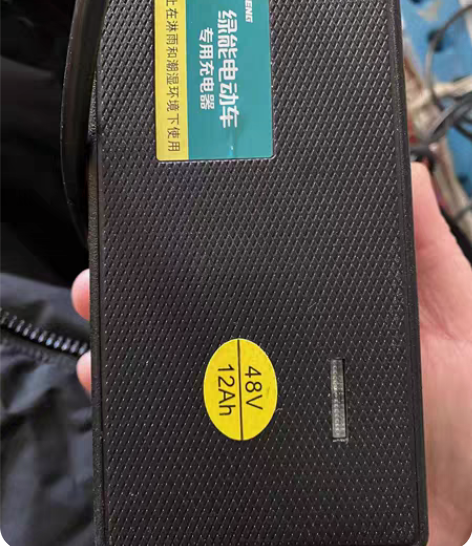 绿能电动车
专用充电器
止在淋雨和潮湿环境下使用
48V
12Ah